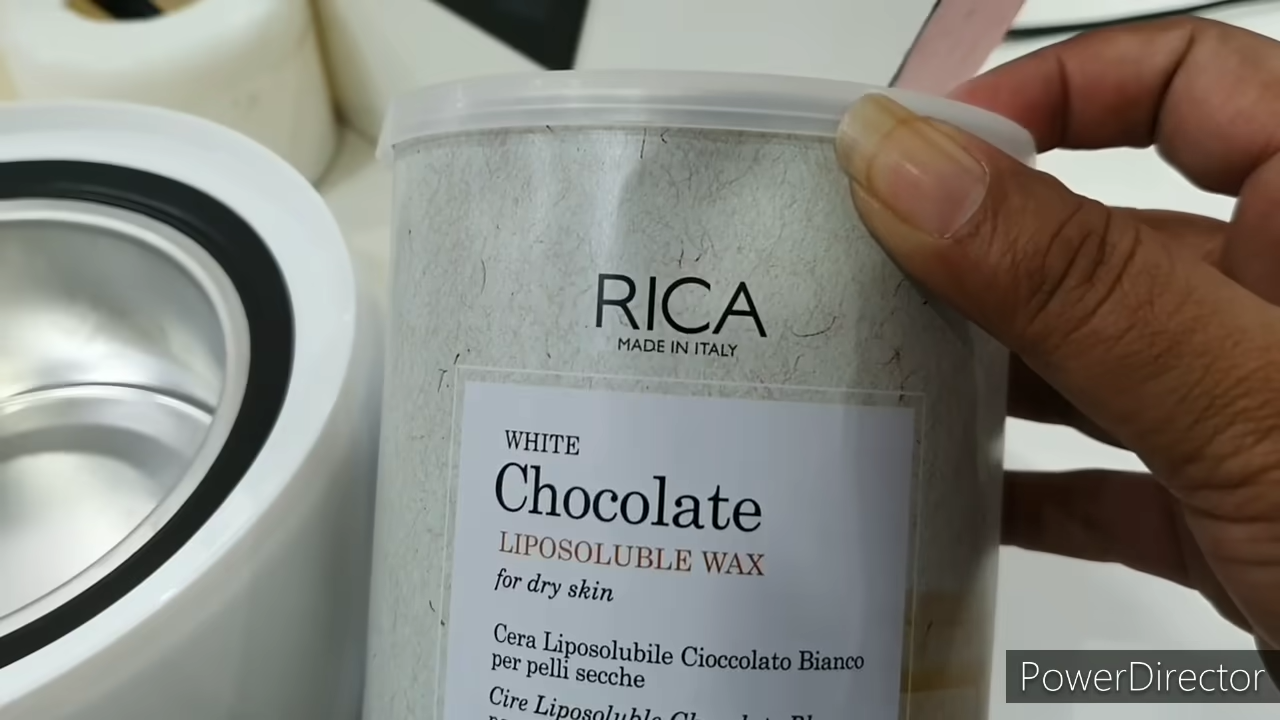 RICA
MADE IN ITALY
WHITE
Chocolate
LIPOSOLUBLE WAX
for dry skin
Cera Liposolubile Cioccolato Bianco
per pelli secche
Cire Liposoluble
PowerDirector